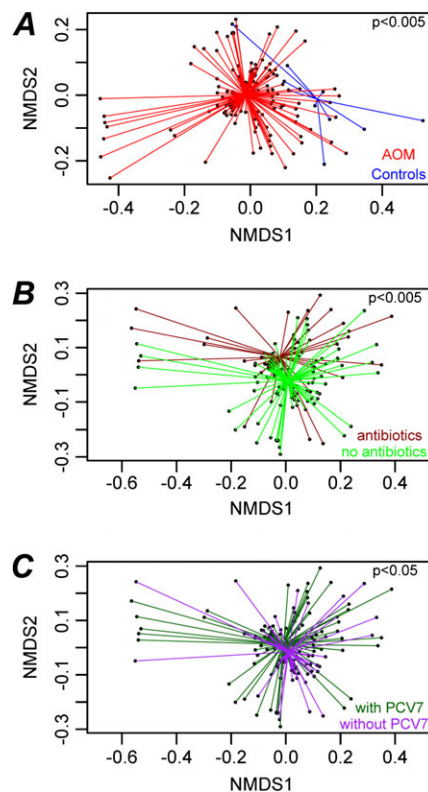 A
p<0.005
NMDS2
0.2
0.0
-0.2
AOM
Controls
-0.4 -0.2 0.0 0.2 0.4
NMDS1
B
p<0.005
NMDS2
0.3
0.1
-0.1
-0.3
antibiotics
no antibiotics
-0.6 -0.4 -0.2 0.0 0.2 0.4
NMDS1
C
p<0.05
NMDS2
0.3
0.1
-0.1
-0.3
with PCV7
without PCV7
-0.6 -0.4 -0.2 0.0 0.2 0.4
NMDS1